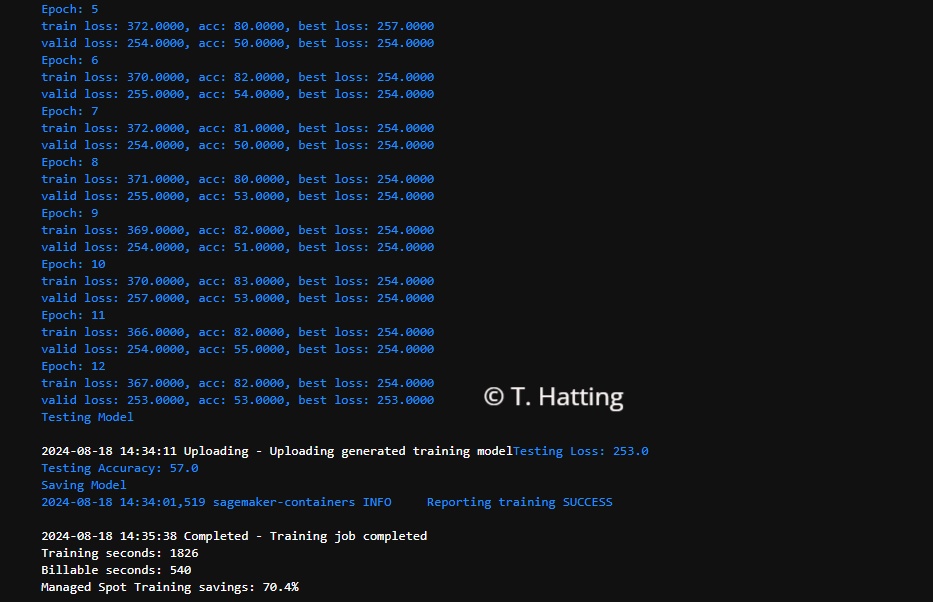 Epoch: 5
train loss: 372.0000, acc: 80.0000, best loss: 257.0000
valid loss: 254.0000, acc: 50.0000, best loss: 254.0000
Epoch: 6
train loss: 370.0000, acc: 82.0000, best loss: 254.0000
valid loss: 255.0000, acc: 54.0000, best loss: 254.0000
Epoch: 7
train loss: 372.0000, acc: 81.0000, best loss: 254.0000
valid loss: 254.0000, acc: 50.0000, best loss: 254.0000
Epoch: 8
train loss: 371.0000, acc: 80.0000, best loss: 254.0000
valid loss: 255.0000, acc: 53.0000, best loss: 254.0000
Epoch: 9
train loss: 369.0000, acc: 82.0000, best loss: 254.0000
valid loss: 254.0000, acc: 51.0000, best loss: 254.0000
Epoch: 10
train loss: 370.0000, acc: 83.0000, best loss: 254.0000
valid loss: 257.0000, acc: 53.0000, best loss: 254.0000
Epoch: 11
train loss: 366.0000, acc: 82.0000, best loss: 254.0000
valid loss: 254.0000, acc: 55.0000, best loss: 254.0000
Epoch: 12
train loss: 367.0000, acc: 82.0000, best loss: 254.0000
valid loss: 253.0000, acc: 53.0000, best loss: 253.0000
© T. Hatting
Testing Model
2024-08-18 14:34:11 Uploading - Uploading generated training modelTesting Loss: 253.0
Testing Accuracy: 57.0
Saving Model
2024-08-18 14:34:01,519 sagemaker-containers INFO     Reporting training SUCCESS
2024-08-18 14:35:38 Completed - Training job completed
Training seconds: 1826
Billable seconds: 540
Managed Spot Training savings: 70.4%